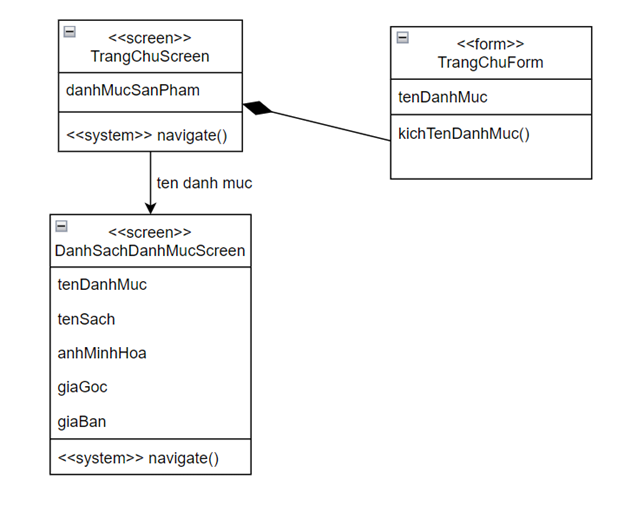 <<screen>>
TrangChuScreen
danhMucSanPham
<<system>> navigate()
<<form>>
TrangChuForm
tenDanhMuc
kichTenDanhMuc()
ten danh muc
<<screen>>
DanhSachDanhMucScreen
tenDanhMuc
tenSach
anhMinhHoa
giaGoc
giaBan
<<system>> navigate()